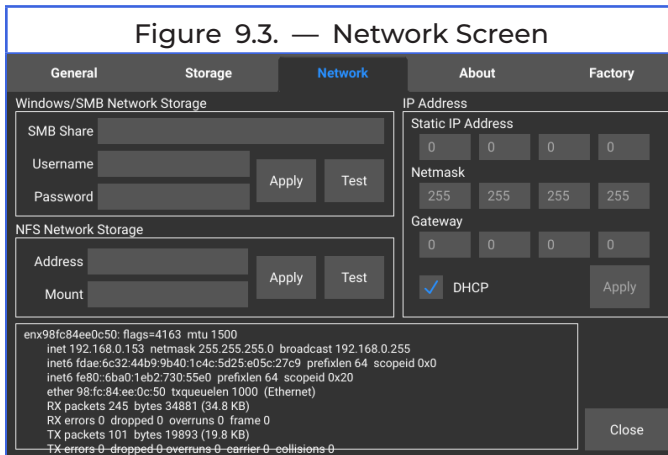 Figure 9.3. — Network Screen
General Storage Network About Factory
Windows/SMB Network Storage
SMB Share
Username
Password
Apply Test
NFS Network Storage
Address
Mount
Apply Test
IP Address
Static IP Address
0 0 0 0
Netmask
255 255 255 255
Gateway
0 0 0 0
DHCP
Apply
enx98fc84ee0c50: flags=4163 mtu 1500
inet 192.168.0.153 netmask 255.255.255.0 broadcast 192.168.0.255
inet6 fdae:6c32:44b9:9b40:1c4c:5d25:e05c:27c9 prefixlen 64 scopeid 0x0
inet6 fe80::6ba0:1eb2:730:55e0 prefixlen 64 scopeid 0x20
ether 98:fc:84:ee:0c:50 txqueuelen 1000 (Ethernet)
RX packets 245 bytes 34881 (34.8 KB)
RX errors 0 dropped 0 overruns 0 frame 0
TX packets 101 bytes 19893 (19.8 KB)
TX errors 0 dropped 0 overruns 0 carrier 0 collisions 0
Close